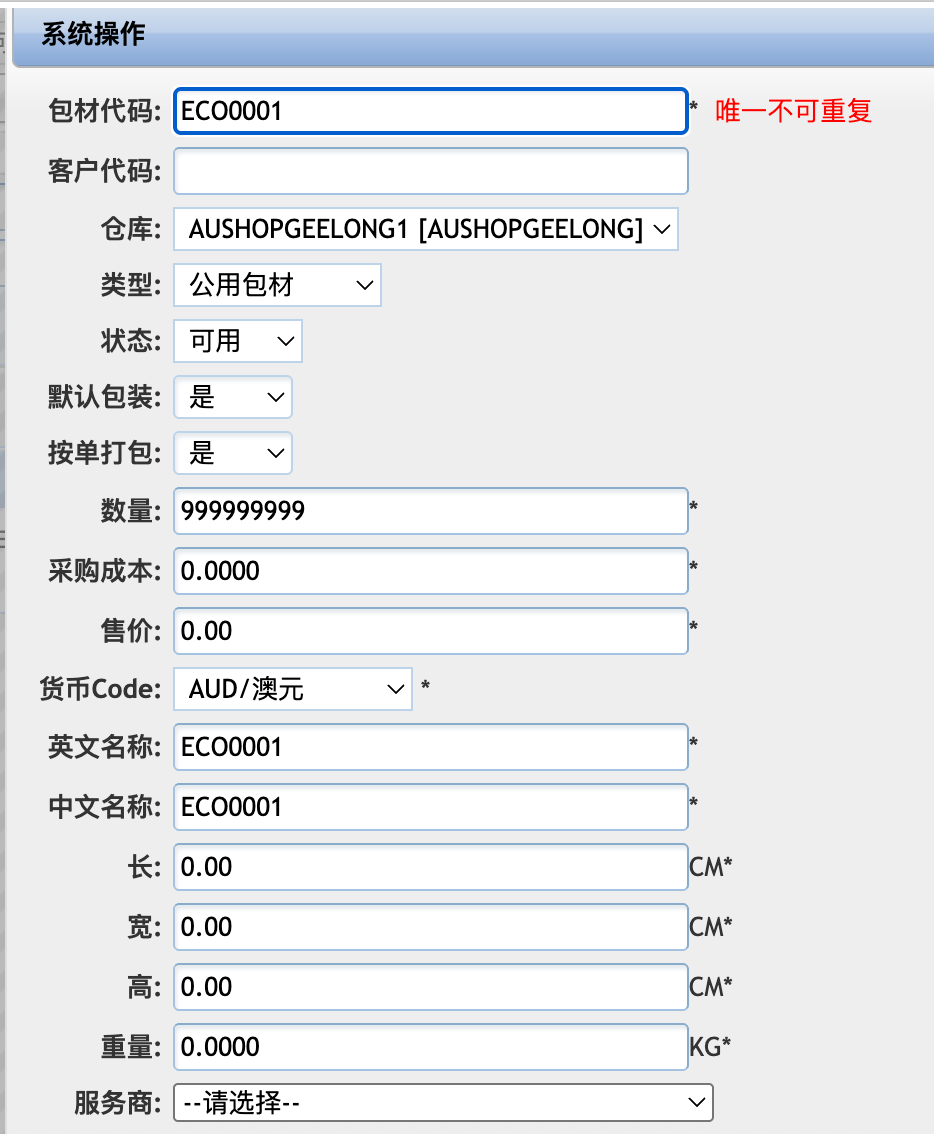 系统操作
包材代码: ECO0001 * 唯一不可重复
客户代码:
仓库: AUSHOPGEELONG1 [AUSHOPGEELONG]
类型: 公用包材
状态: 可用
默认包装: 是
按单打包: 是
数量: 999999999 *
采购成本: 0.0000 *
售价: 0.00 *
货币Code: AUD/澳元 *
英文名称: ECO0001 *
中文名称: ECO0001 *
长: 0.00 CM*
宽: 0.00 CM*
高: 0.00 CM*
重量: 0.0000 KG*
服务商: --请选择--